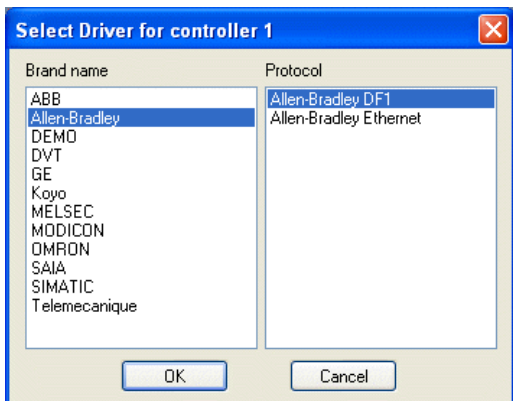 Select Driver for controller 1
Brand name
ABB
Allen-Bradley
DEMO
DVT
GE
Koyo
MELSEC
MODICON
OMRON
SAIA
SIMATIC
Telemecanique
Protocol
Allen-Bradley DF1
Allen-Bradley Ethernet
OK
Cancel